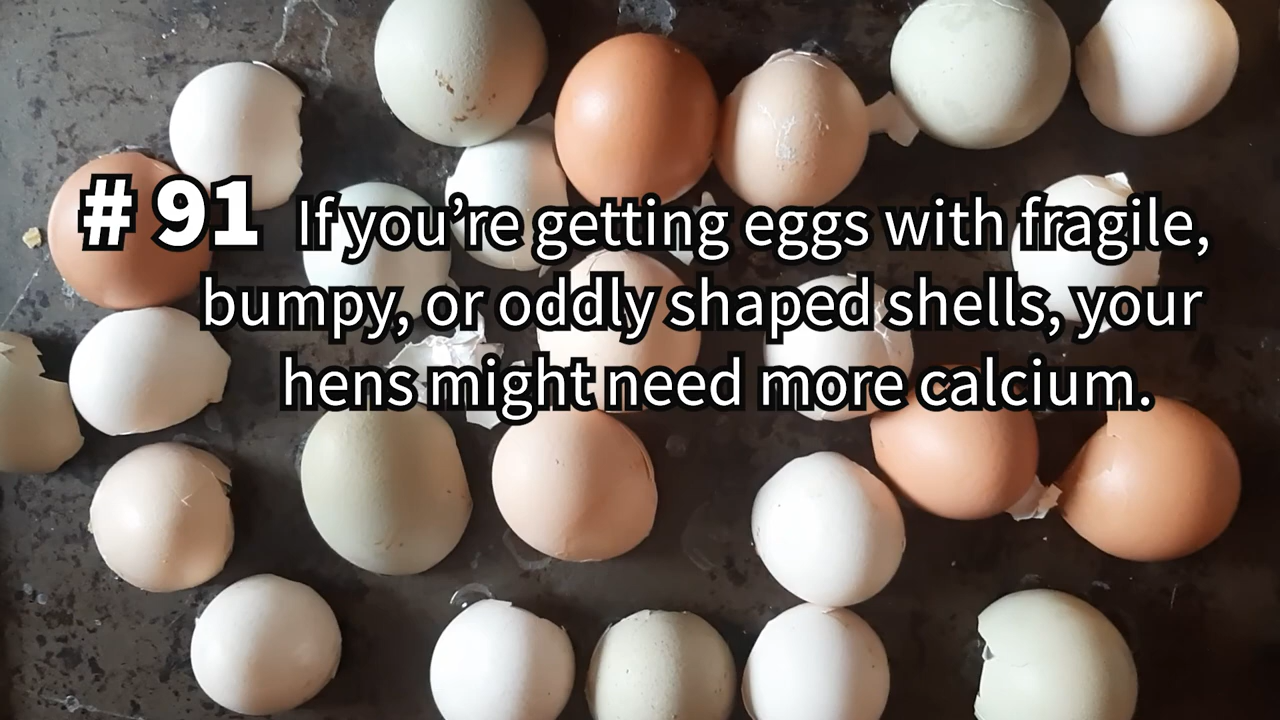 # 91 If you’re getting eggs with fragile,
bumpy, or oddly shaped shells, your
hens might need more calcium.